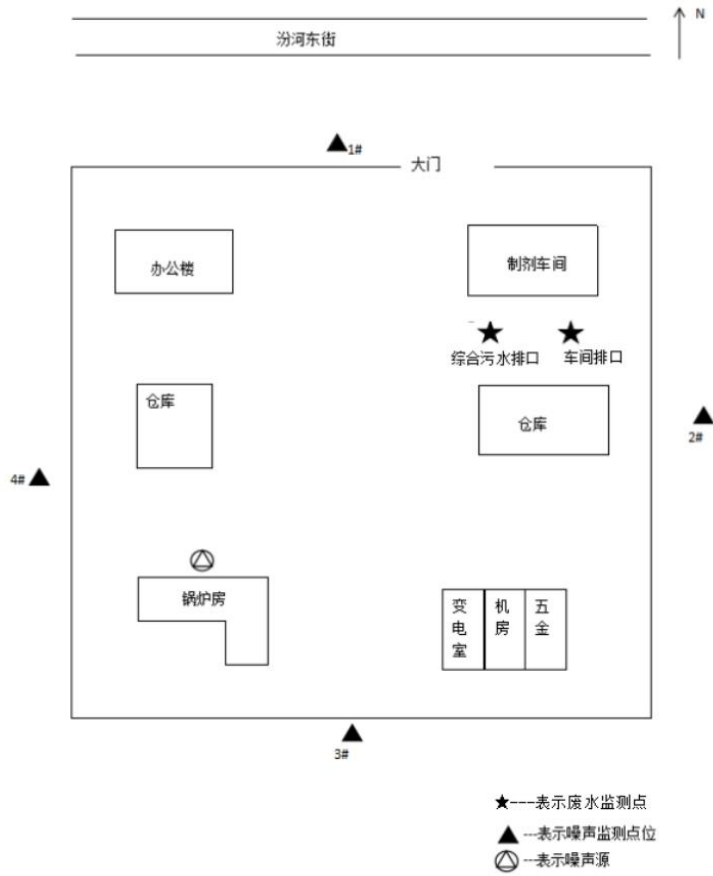 N
汾河东街
1#
大门
办公楼
制剂车间
综合污水排口
车间排口
仓库
仓库
2#
4#
锅炉房
变电室
机房
五金
3#
★---表示废水监测点
▲---表示噪声监测点位
---表示噪声源